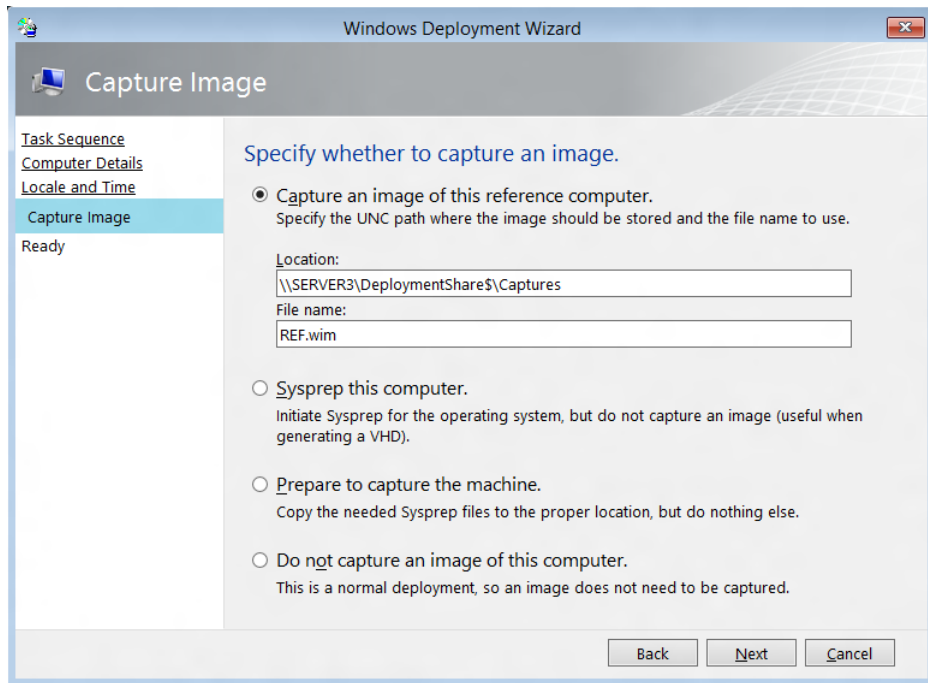 Windows Deployment Wizard
Capture Image
Task Sequence
Computer Details
Locale and Time
Capture Image
Ready
Specify whether to capture an image.
Capture an image of this reference computer.
Specify the UNC path where the image should be stored and the file name to use.
Location:
\\SERVER3\DeploymentShare$\Captures
File name:
REF.wim
Sysprep this computer.
Initiate Sysprep for the operating system, but do not capture an image (useful when
generating a VHD).
Prepare to capture the machine.
Copy the needed Sysprep files to the proper location, but do nothing else.
Do not capture an image of this computer.
This is a normal deployment, so an image does not need to be captured.
Back
Next
Cancel